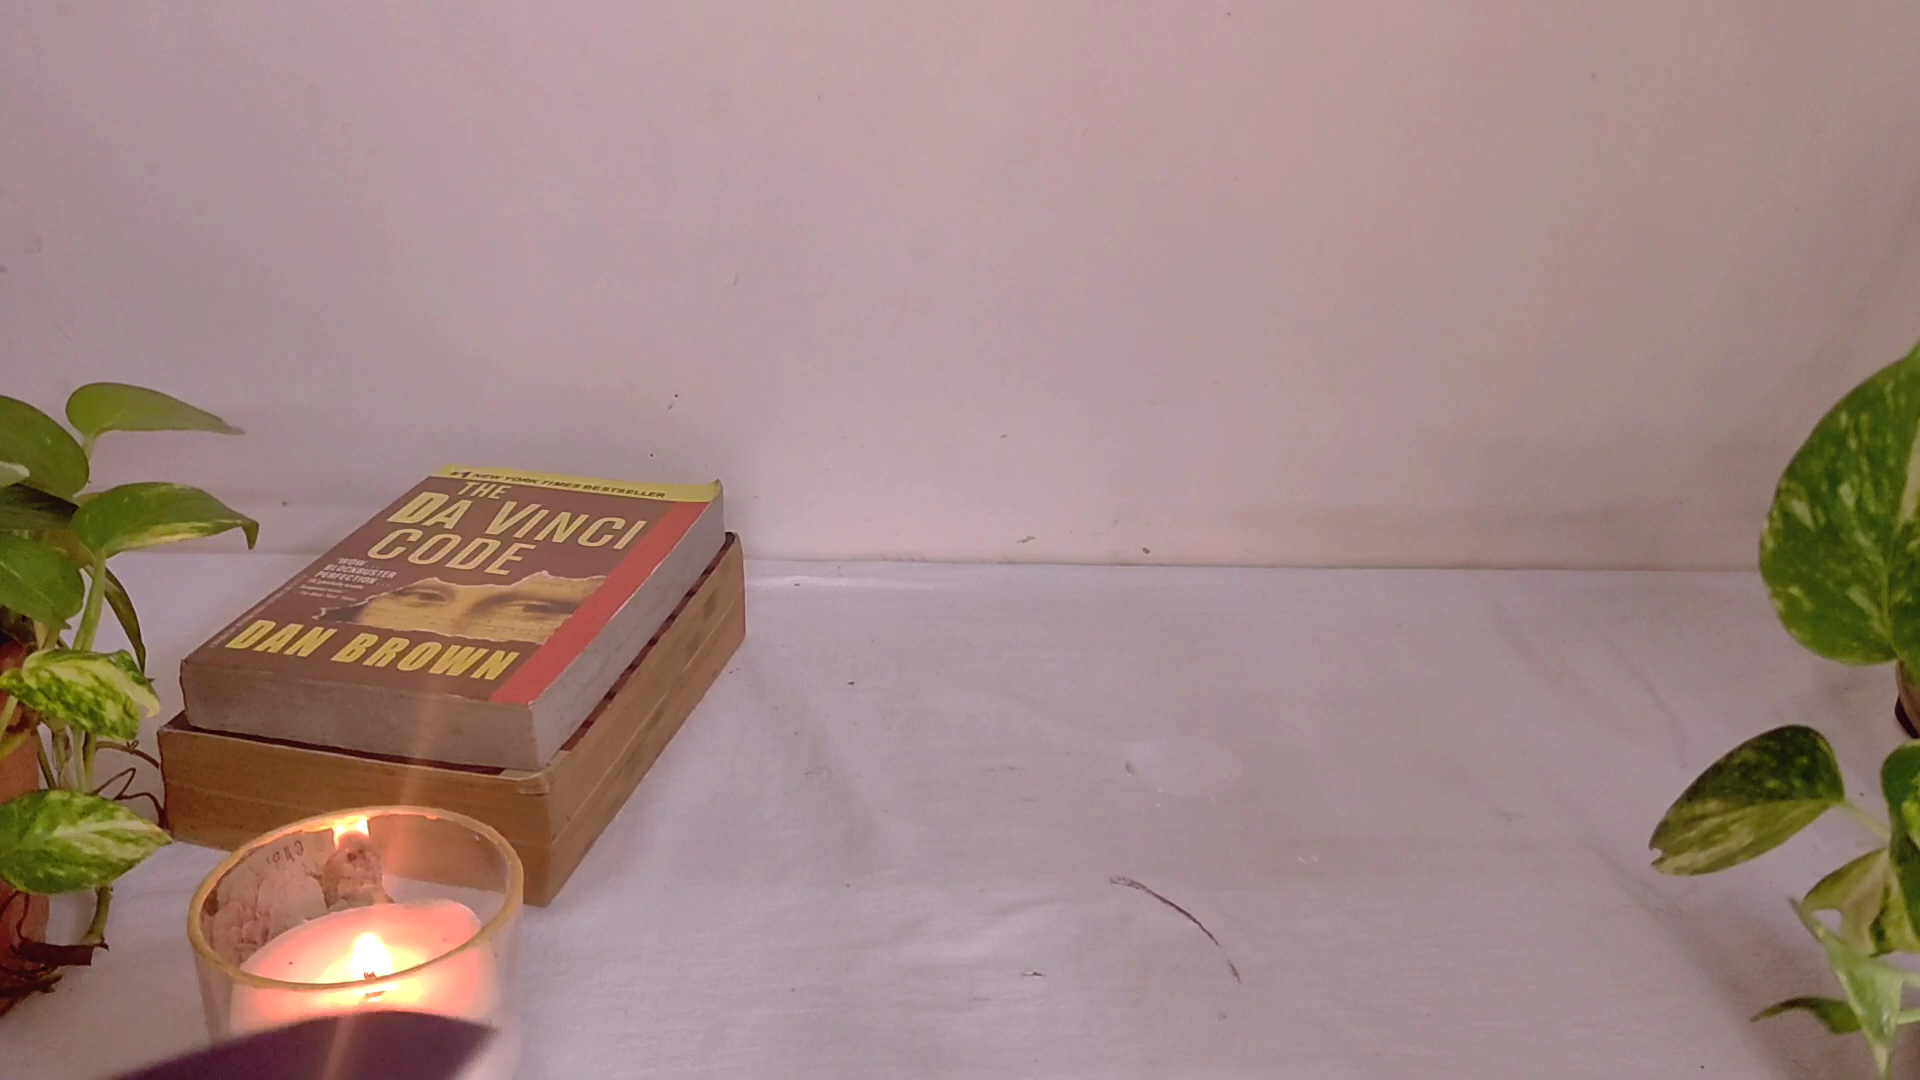 #1 NEW YORK TIMES BESTSELLER
THE
DA VINCI
CODE
"WOW...
BLOCKBUSTER
PERFECTION...
DAN BROWN